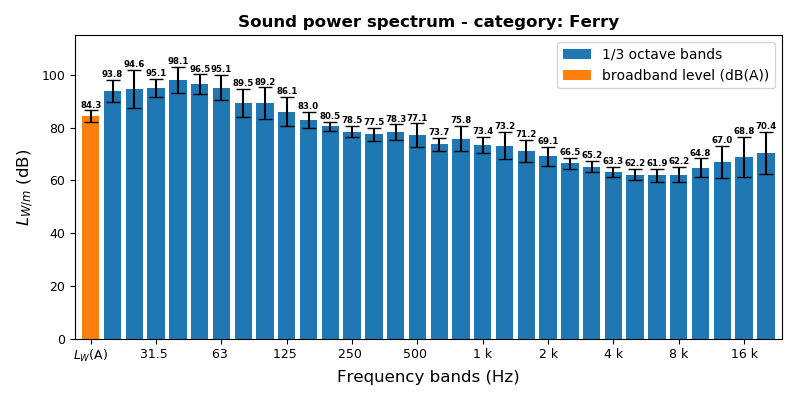 Sound power spectrum - category: Ferry
1/3 octave bands
broadband level (dB(A))
100
80
60
40
20
0
L_{W/m} (dB)
84.3 93.8 94.6 95.1 98.1 96.5 95.1 89.5 89.2 86.1 83.0 80.5 78.5 77.5 78.3 77.1 73.7 75.8 73.4 73.2 71.2 69.1 66.5 65.2 63.3 62.2 61.9 62.2 64.8 67.0 68.8 70.4
L_W(A) 31.5 63 125 250 500 1 k 2 k 4 k 8 k 16 k
Frequency bands (Hz)